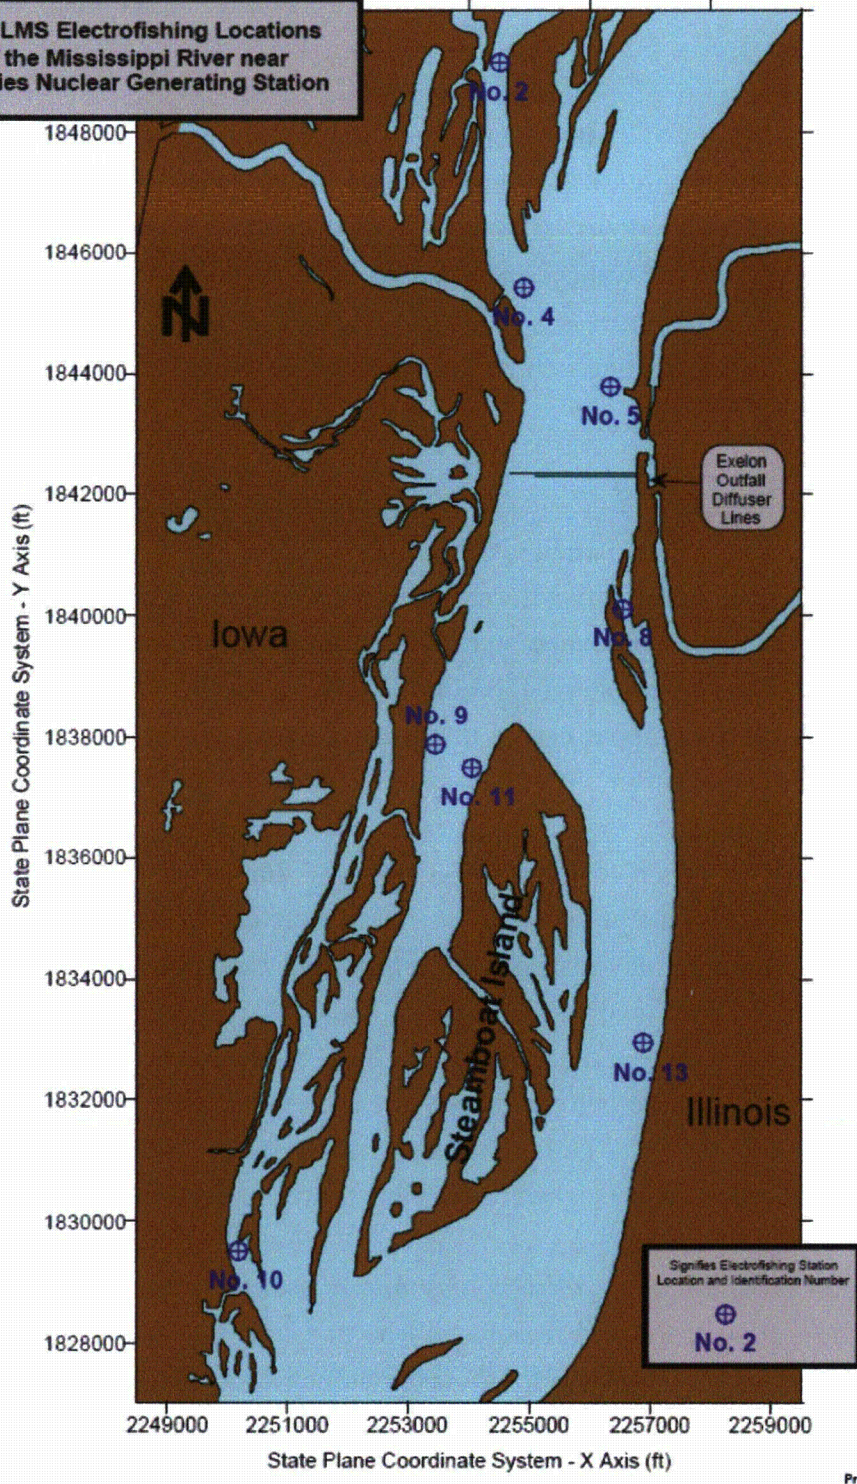 LMS Electrofishing Locations
the Mississippi River near
ies Nuclear Generating Station
No. 2
1848000
1846000
N
No. 4
1844000
No. 5
Exelon
Outfall
Diffuser
Lines
1842000
State Plane Coordinate System - Y Axis (ft)
1840000
Iowa
No. 8
No. 9
1838000
No. 11
1836000
Steamboat Island
1834000
No. 13
1832000
Illinois
1830000
No. 10
Signifies Electrofishing Station
Location and Identification Number
No. 2
1828000
2249000 2251000 2253000 2255000 2257000 2259000
State Plane Coordinate System - X Axis (ft)
Pr